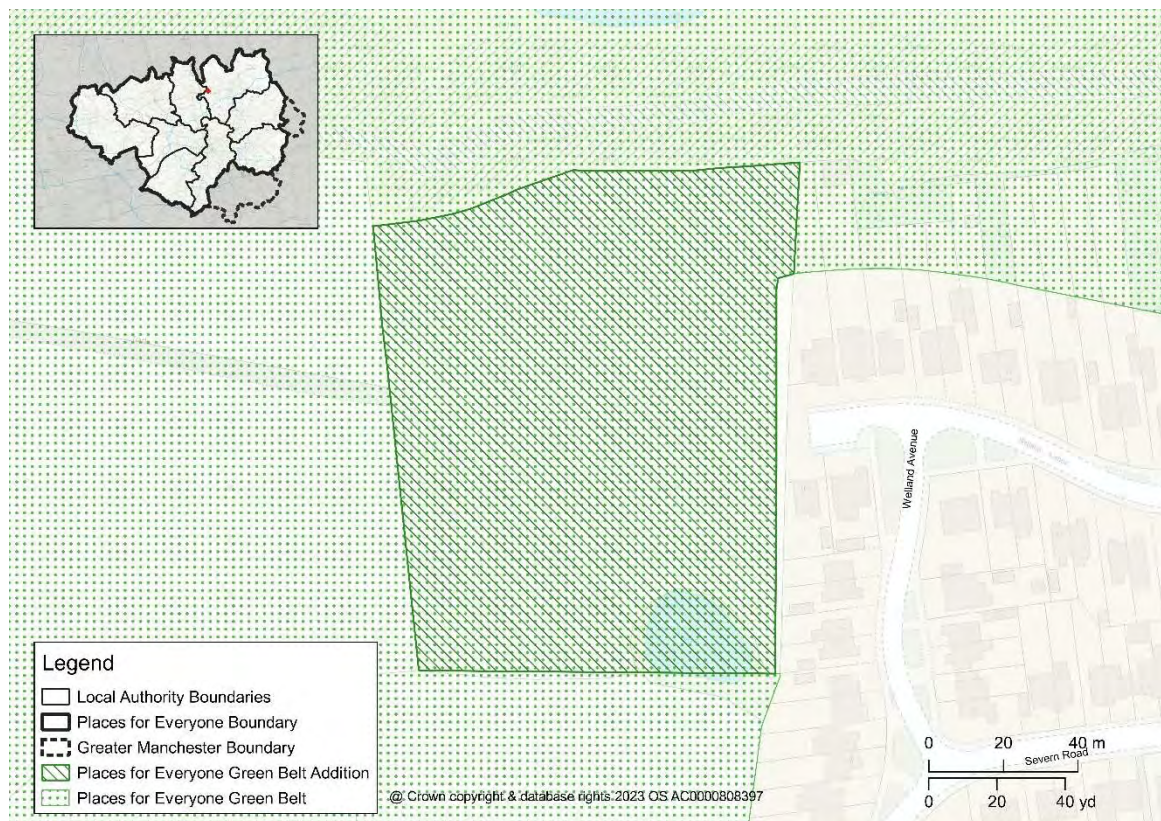 Welland Avenue
Severn Road
0 20 40 m
0 20 40 yd
Legend
Local Authority Boundaries
Places for Everyone Boundary
Greater Manchester Boundary
Places for Everyone Green Belt Addition
Places for Everyone Green Belt
@ Crown copyright & database rights 2023 OS AC0000808397